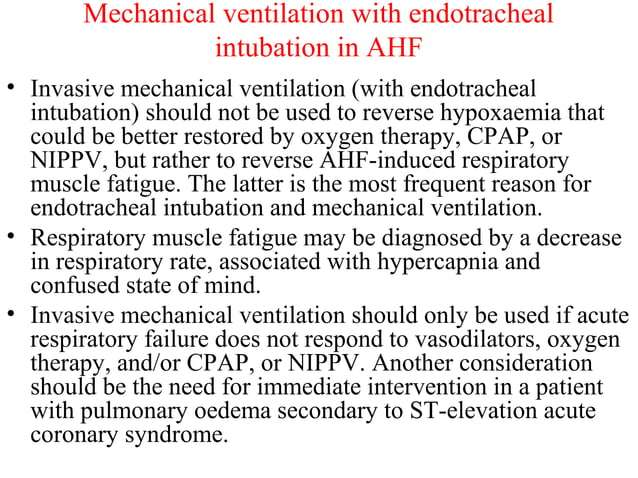 Mechanical ventilation with endotracheal
intubation in AHF
• Invasive mechanical ventilation (with endotracheal
intubation) should not be used to reverse hypoxaemia that
could be better restored by oxygen therapy, CPAP, or
NIPPV, but rather to reverse AHF-induced respiratory
muscle fatigue. The latter is the most frequent reason for
endotracheal intubation and mechanical ventilation.
• Respiratory muscle fatigue may be diagnosed by a decrease
in respiratory rate, associated with hypercapnia and
confused state of mind.
• Invasive mechanical ventilation should only be used if acute
respiratory failure does not respond to vasodilators, oxygen
therapy, and/or CPAP, or NIPPV. Another consideration
should be the need for immediate intervention in a patient
with pulmonary oedema secondary to ST-elevation acute
coronary syndrome.